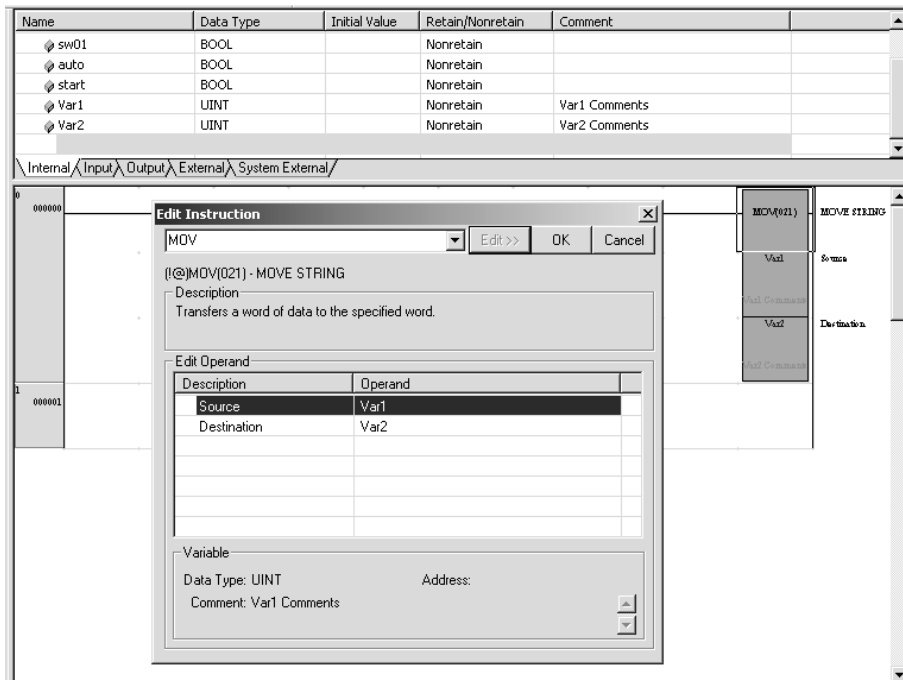 Name Data Type Initial Value Retain/Nonretain Comment
sw01 BOOL Nonretain
auto BOOL Nonretain
start BOOL Nonretain
Var1 UINT Nonretain Var1 Comments
Var2 UINT Nonretain Var2 Comments
Internal Input Output External System External
0
000000
Edit Instruction
MOV Edit >> OK Cancel
(!@)MOV(021) - MOVE STRING
Description
Transfers a word of data to the specified word.
Edit Operand
Description Operand
Source Var1
Destination Var2
Variable
Data Type: UINT Address:
Comment: Var1 Comments
MOV(021) MOVE STRING
Var1 Source
Var1 Comment
Var2 Destination
Var2 Comment
1
000001